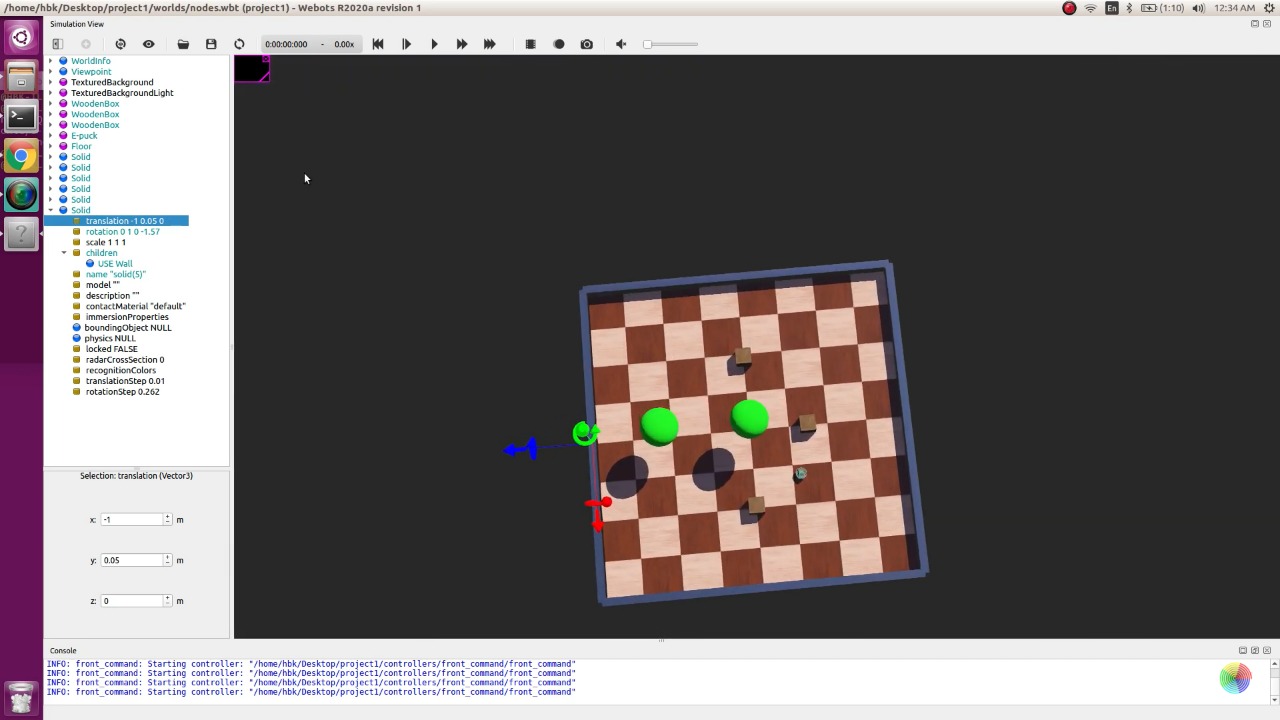 /home/hbk/Desktop/project1/worlds/nodes.wbt (project1) - Webots R2020a revision 1
En
(1:10)
12:34 AM
Simulation View
0:00:00:000 - 0.00x
WorldInfo
Viewpoint
TexturedBackground
TexturedBackgroundLight
WoodenBox
WoodenBox
WoodenBox
E-puck
Floor
Solid
Solid
Solid
Solid
Solid
Solid
translation -1 0.05 0
rotation 0 1 0 -1.57
scale 1 1 1
children
USE Wall
name "solid(5)"
model ""
description ""
contactMaterial "default"
immersionProperties
boundingObject NULL
physics NULL
locked FALSE
radarCrossSection 0
recognitionColors
translationStep 0.01
rotationStep 0.262
Selection: translation (Vector3)
x: -1 m
y: 0.05 m
z: 0 m
Console
INFO: front_command: Starting controller: "/home/hbk/Desktop/project1/controllers/front_command/front_command"
INFO: front_command: Starting controller: "/home/hbk/Desktop/project1/controllers/front_command/front_command"
INFO: front_command: Starting controller: "/home/hbk/Desktop/project1/controllers/front_command/front_command"
INFO: front_command: Starting controller: "/home/hbk/Desktop/project1/controllers/front_command/front_command"